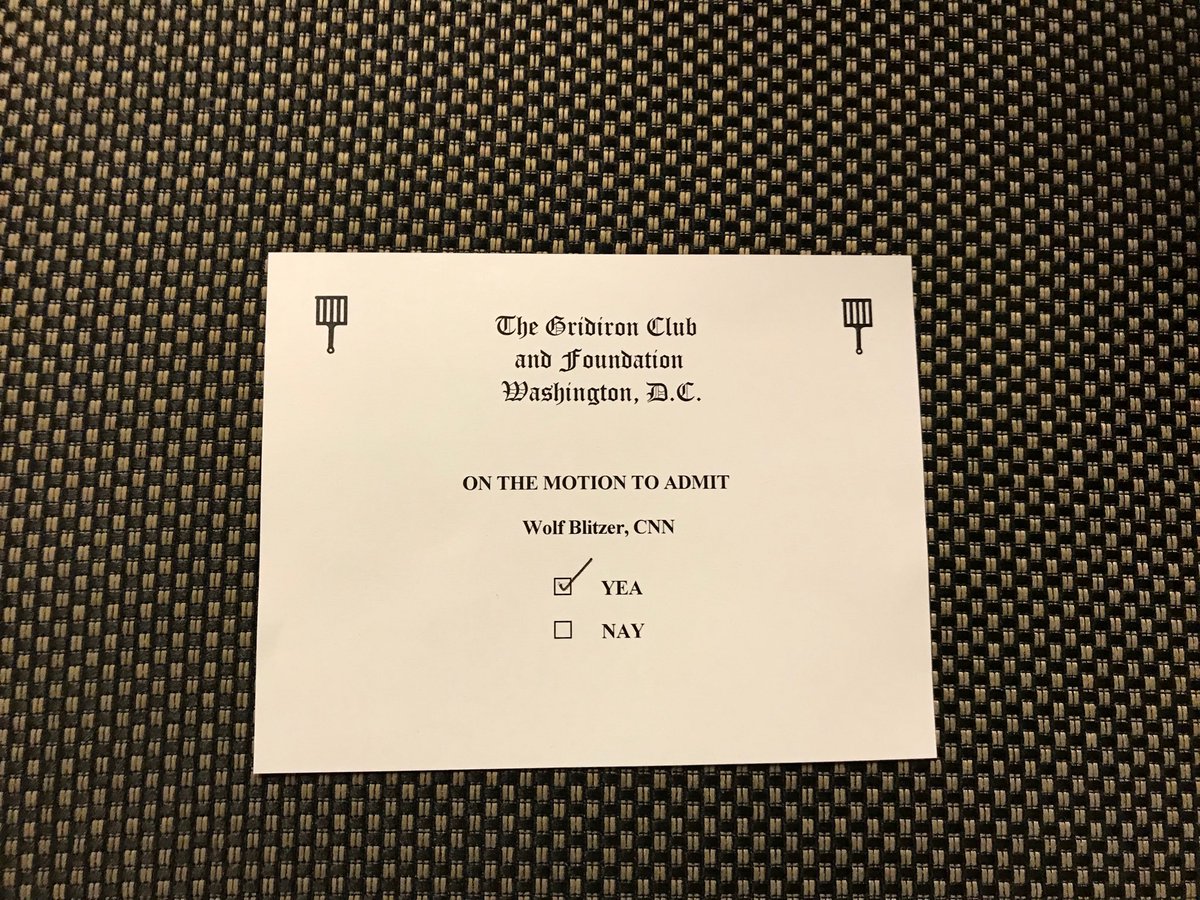 The Gridiron Club
and Foundation
Washington, D.C.
ON THE MOTION TO ADMIT
Wolf Blitzer, CNN
YEA
NAY